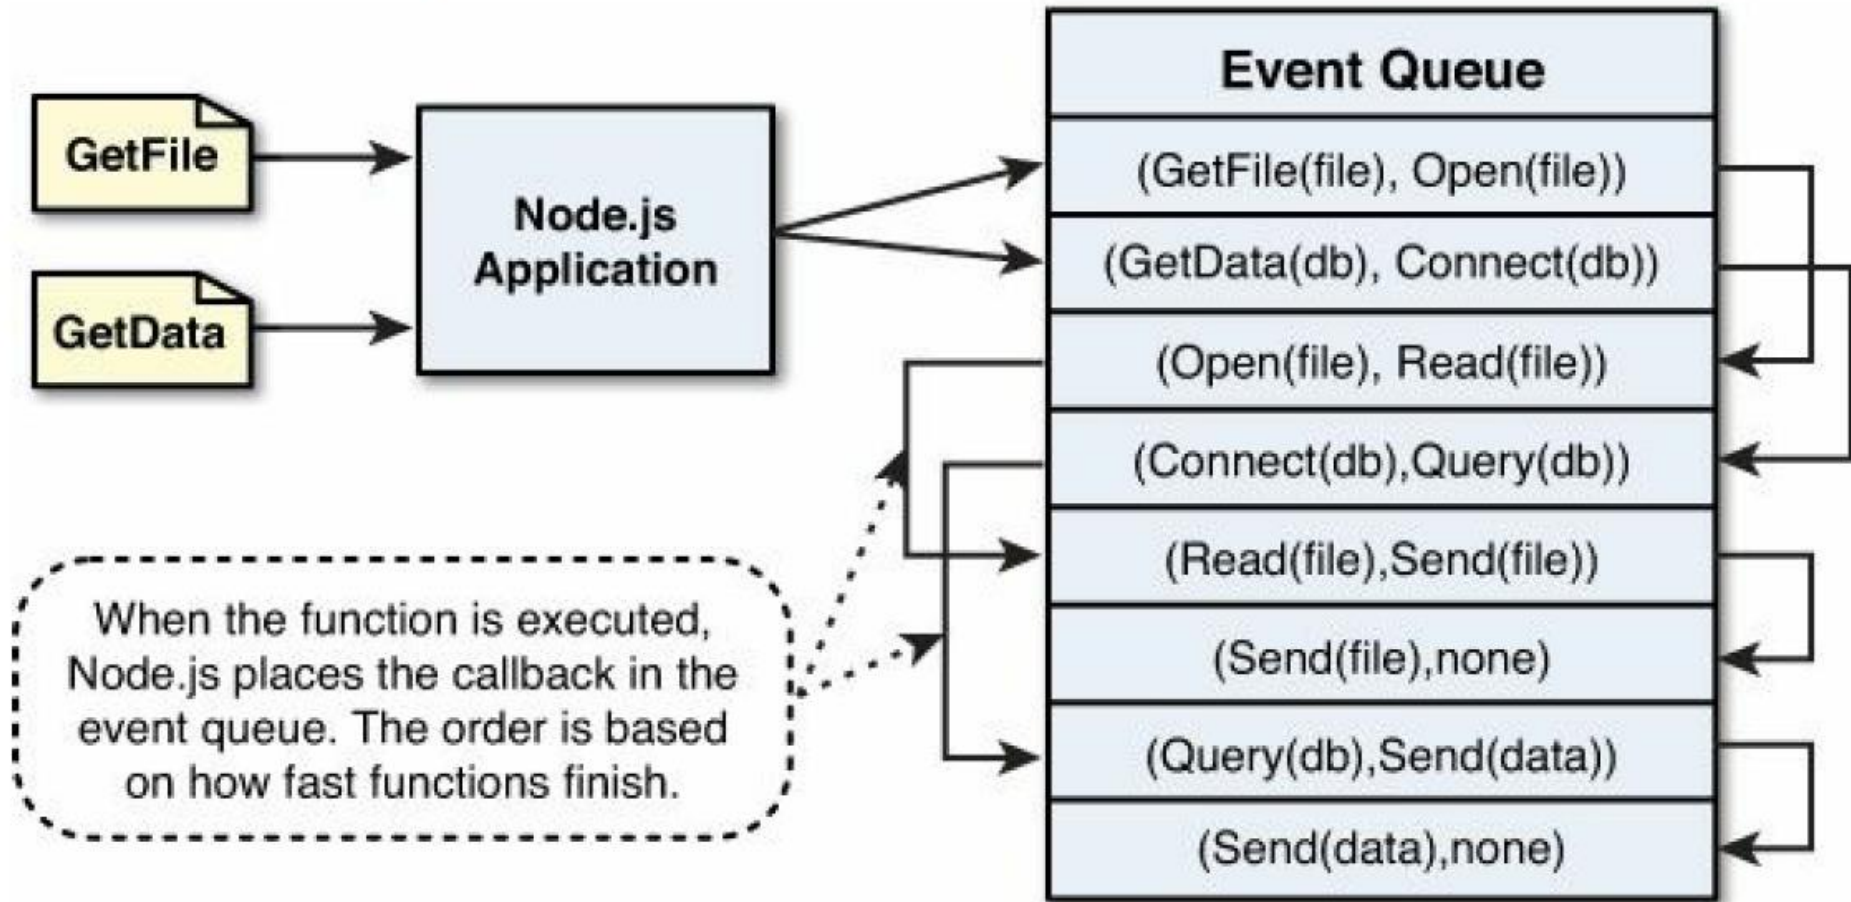 GetFile
GetData
Node.js
Application
Event Queue
(GetFile(file), Open(file))
(GetData(db), Connect(db))
(Open(file), Read(file))
(Connect(db),Query(db))
(Read(file),Send(file))
(Send(file),none)
(Query(db),Send(data))
(Send(data),none)
When the function is executed,
Node.js places the callback in the
event queue. The order is based
on how fast functions finish.